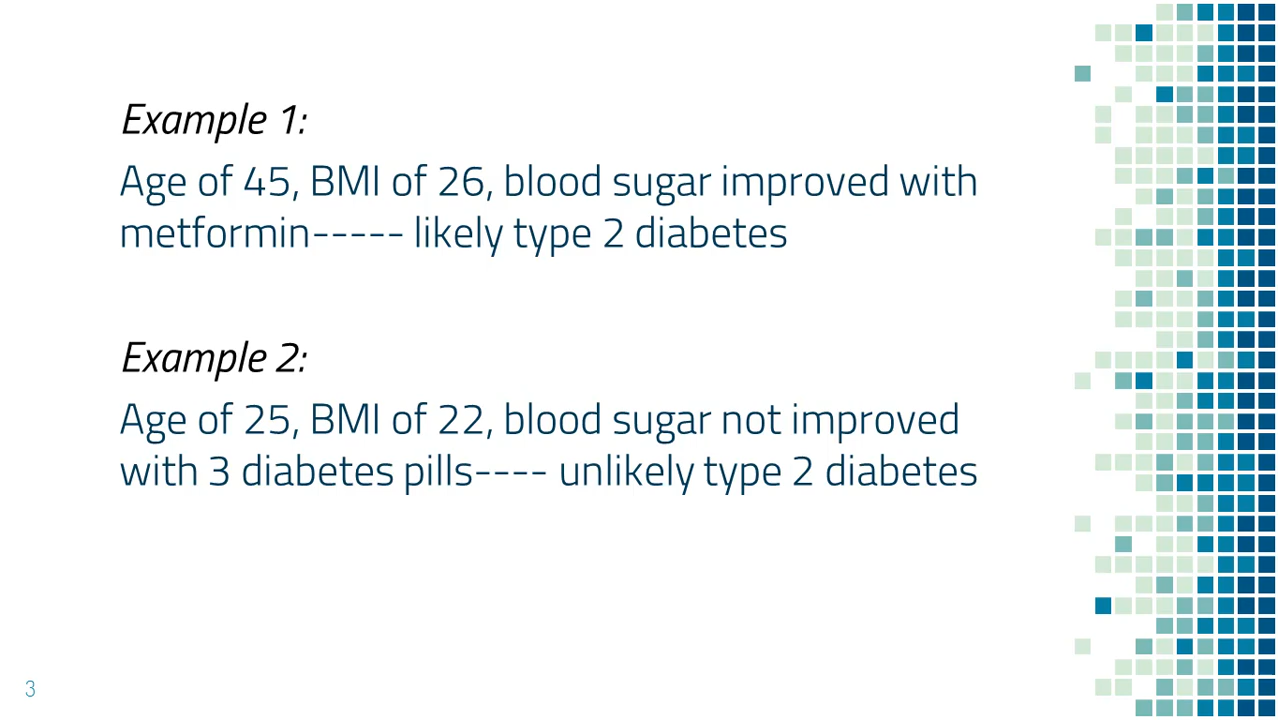 Example 1:
Age of 45, BMI of 26, blood sugar improved with
metformin----- likely type 2 diabetes
Example 2:
Age of 25, BMI of 22, blood sugar not improved
with 3 diabetes pills---- unlikely type 2 diabetes
3